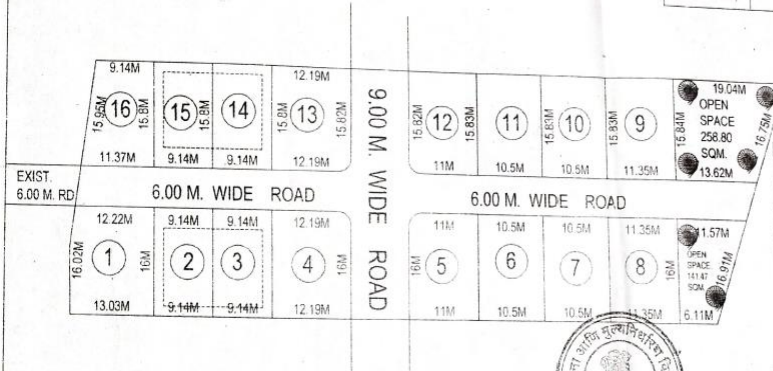 9.14M 12.19M 19.04M
15.95M 16 15.8M 15 15.8M 14 15.8M 13 15.82M 15.82M 12 15.83M 11 15.83M 10 15.83M 9 15.84M
OPEN
SPACE
258.80
SQM.
16.75M
11.37M 9.14M 9.14M 12.19M 11M 10.5M 10.5M 11.35M 13.62M
EXIST.
6.00 M. RD
6.00 M. WIDE ROAD
9.00 M. WIDE ROAD
6.00 M. WIDE ROAD
12.22M 9.14M 9.14M 12.19M 11M 10.5M 10.5M 11.35M 11.57M
16.02M 1 16M 2 3 4 16M 16M 5 6 7 8 16M
OPEN
SPACE
141.47
SQM.
16.91M
13.03M 9.14M 9.14M 12.19M 11M 10.5M 10.5M 11.35M 6.11M
आणि मुल्यनिर्धारण